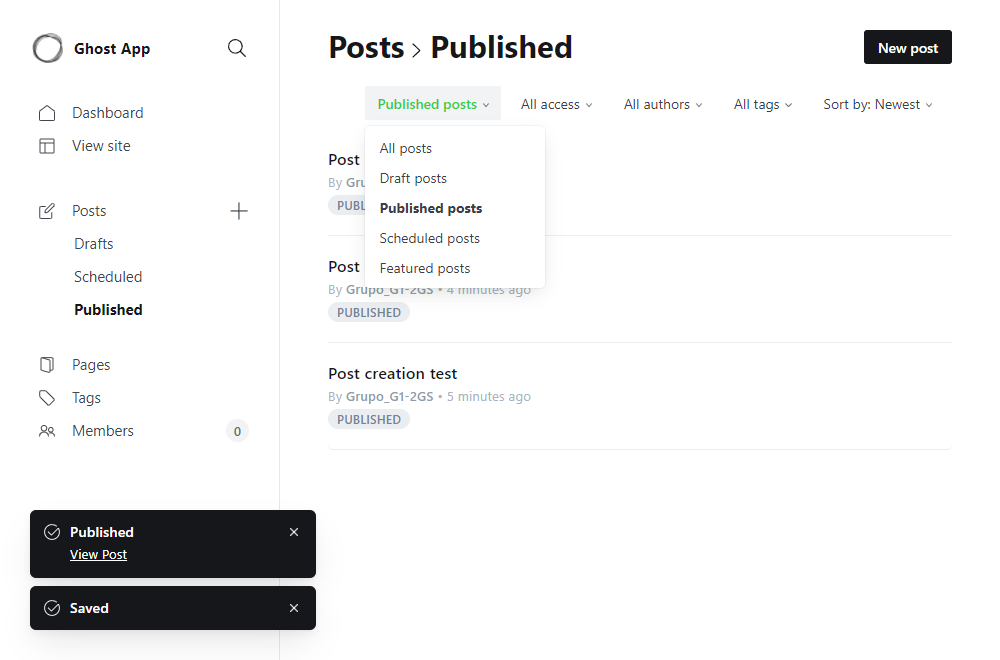 Ghost App
Dashboard
View site
Posts
Drafts
Scheduled
Published
Pages
Tags
Members 0
Published
View Post
Saved
Posts > Published
New post
Published posts All access All authors All tags Sort by: Newest
All posts
Draft posts
Published posts
Scheduled posts
Featured posts
Post
By Gru
PUBL
Post
By Grupo_G1-2GS • 4 minutes ago
PUBLISHED
Post creation test
By Grupo_G1-2GS • 5 minutes ago
PUBLISHED